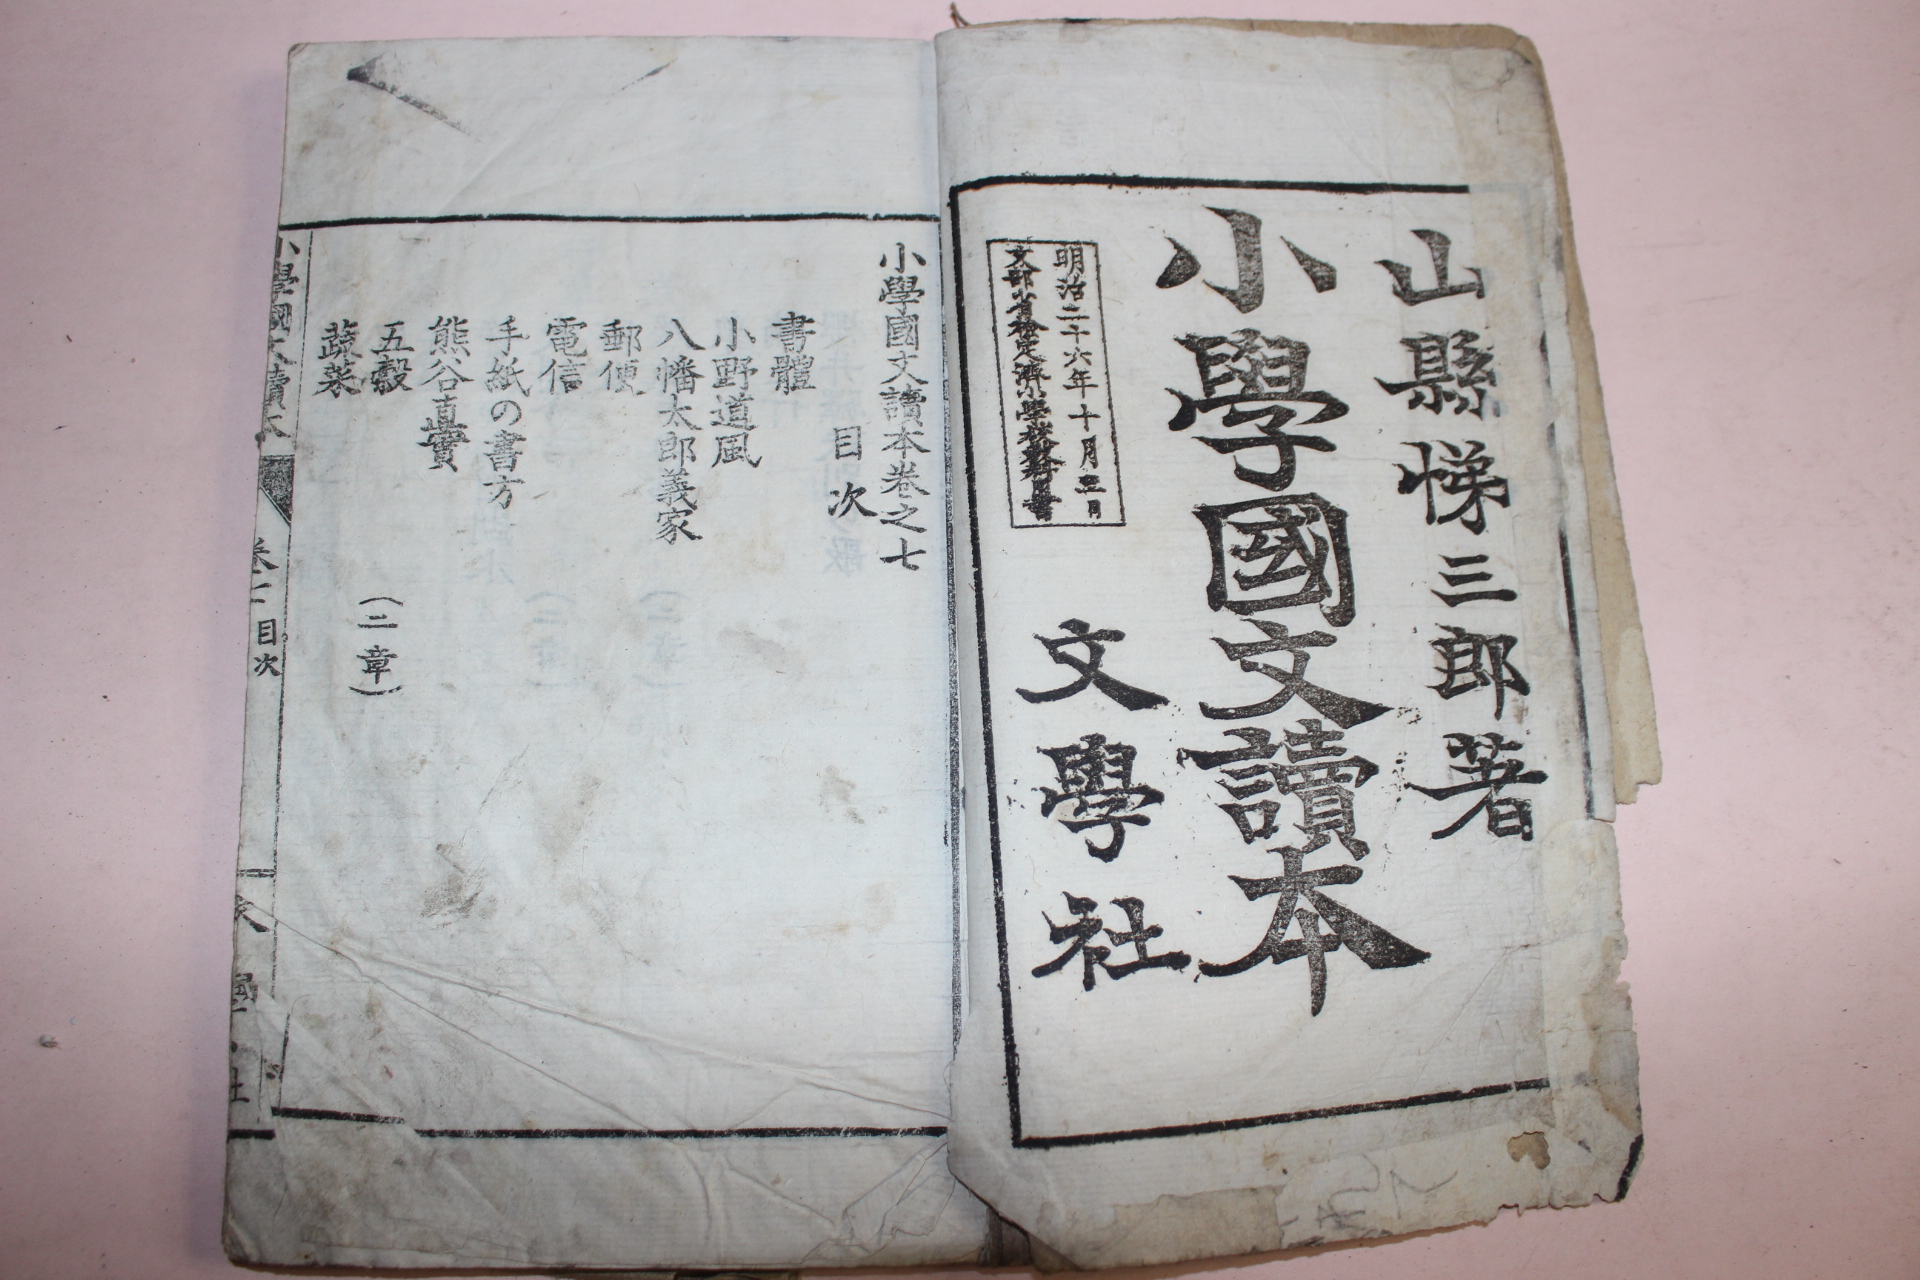 山縣悌三郎著
小學國文讀本
明治二十六年十月三日
文部省檢定濟小學校教科用書
文學社
小學國文讀本卷之七
目次
書體
小野道風
八幡太郎義家
郵便
電信
手紙の書方
熊谷直實
五穀 (二章)
蔬菜
小學國文讀本 卷七 目次